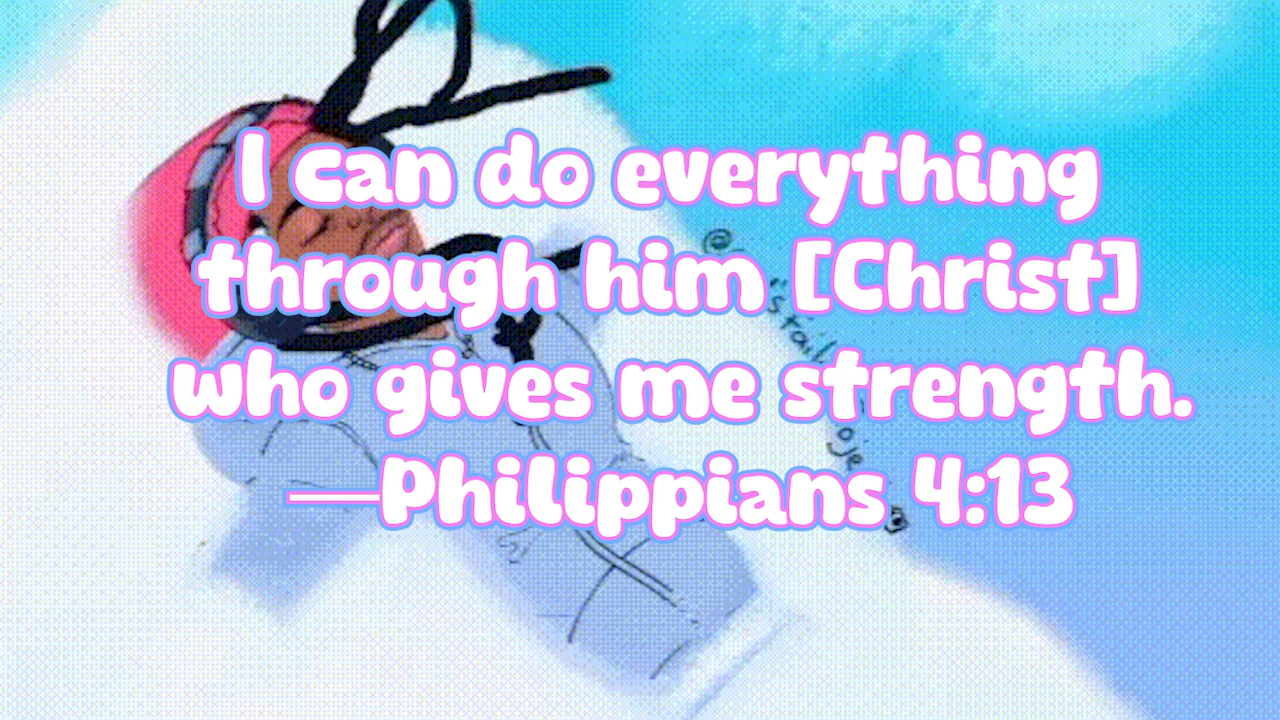 I can do everything
through him [Christ]
who gives me strength.
—Philippians 4:13